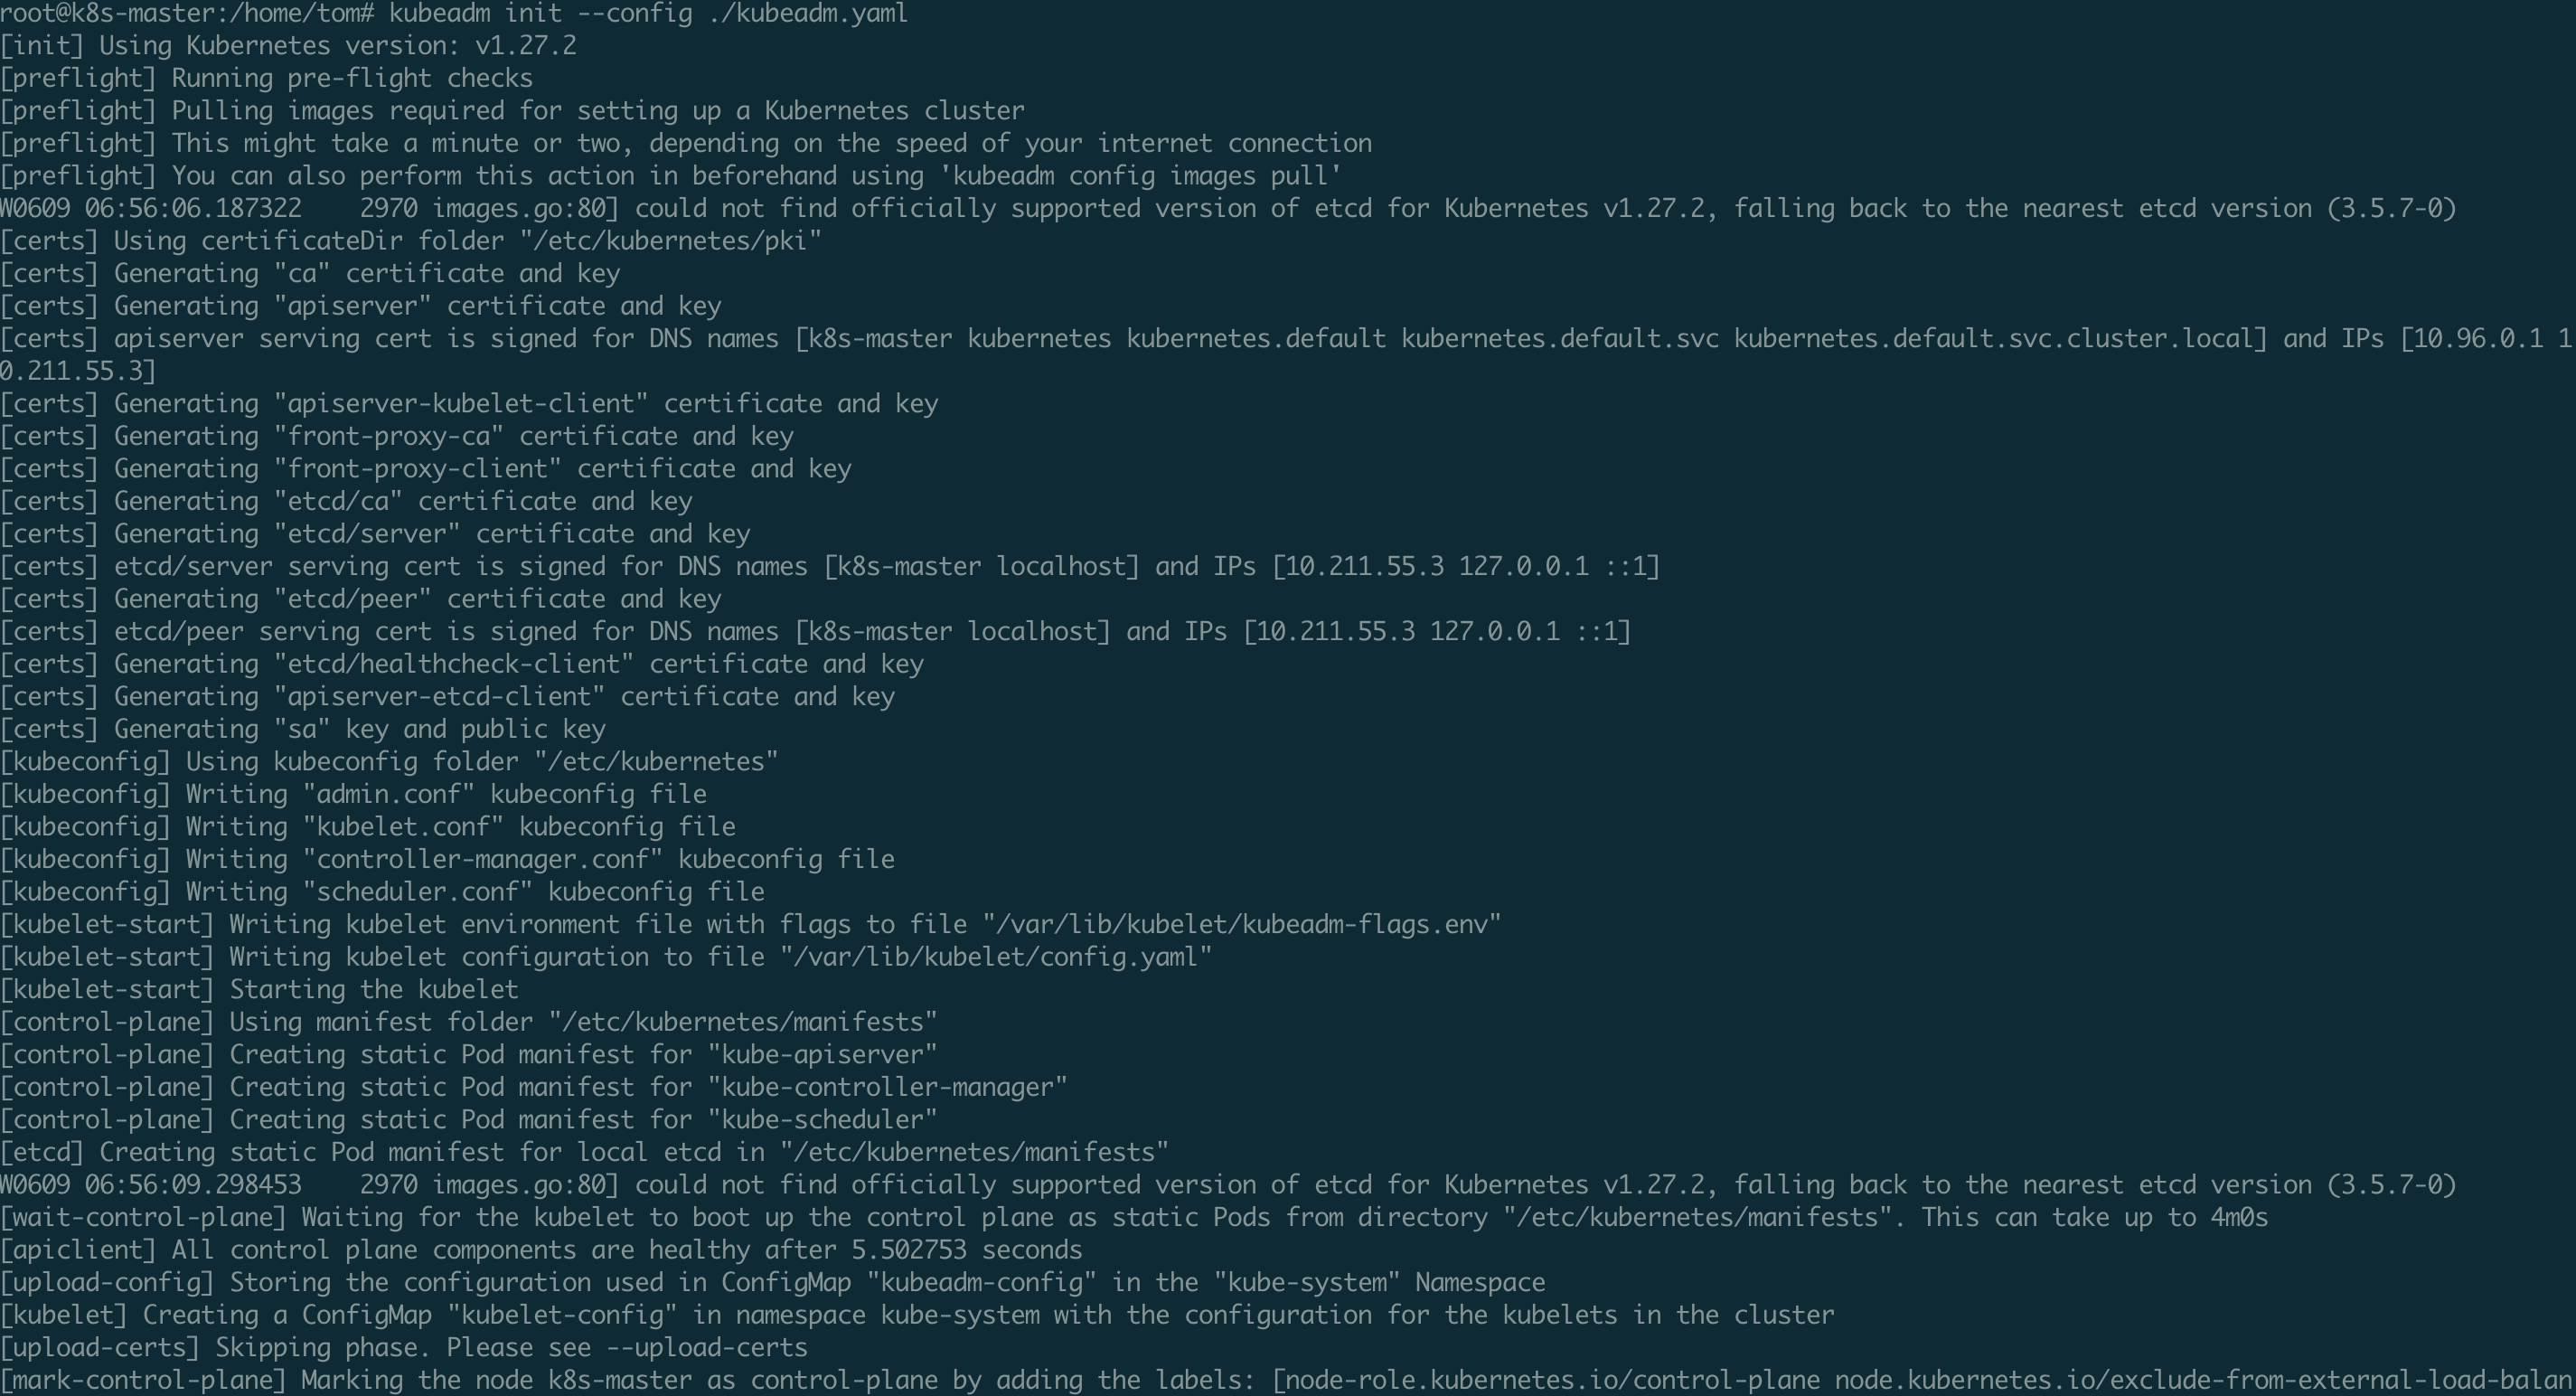 root@k8s-master:/home/tom# kubeadm init --config ./kubeadm.yaml
[init] Using Kubernetes version: v1.27.2
[preflight] Running pre-flight checks
[preflight] Pulling images required for setting up a Kubernetes cluster
[preflight] This might take a minute or two, depending on the speed of your internet connection
[preflight] You can also perform this action in beforehand using 'kubeadm config images pull'
W0609 06:56:06.187322    2970 images.go:80] could not find officially supported version of etcd for Kubernetes v1.27.2, falling back to the nearest etcd version (3.5.7-0)
[certs] Using certificateDir folder "/etc/kubernetes/pki"
[certs] Generating "ca" certificate and key
[certs] Generating "apiserver" certificate and key
[certs] apiserver serving cert is signed for DNS names [k8s-master kubernetes kubernetes.default kubernetes.default.svc kubernetes.default.svc.cluster.local] and IPs [10.96.0.1 1
0.211.55.3]
[certs] Generating "apiserver-kubelet-client" certificate and key
[certs] Generating "front-proxy-ca" certificate and key
[certs] Generating "front-proxy-client" certificate and key
[certs] Generating "etcd/ca" certificate and key
[certs] Generating "etcd/server" certificate and key
[certs] etcd/server serving cert is signed for DNS names [k8s-master localhost] and IPs [10.211.55.3 127.0.0.1 ::1]
[certs] Generating "etcd/peer" certificate and key
[certs] etcd/peer serving cert is signed for DNS names [k8s-master localhost] and IPs [10.211.55.3 127.0.0.1 ::1]
[certs] Generating "etcd/healthcheck-client" certificate and key
[certs] Generating "apiserver-etcd-client" certificate and key
[certs] Generating "sa" key and public key
[kubeconfig] Using kubeconfig folder "/etc/kubernetes"
[kubeconfig] Writing "admin.conf" kubeconfig file
[kubeconfig] Writing "kubelet.conf" kubeconfig file
[kubeconfig] Writing "controller-manager.conf" kubeconfig file
[kubeconfig] Writing "scheduler.conf" kubeconfig file
[kubelet-start] Writing kubelet environment file with flags to file "/var/lib/kubelet/kubeadm-flags.env"
[kubelet-start] Writing kubelet configuration to file "/var/lib/kubelet/config.yaml"
[kubelet-start] Starting the kubelet
[control-plane] Using manifest folder "/etc/kubernetes/manifests"
[control-plane] Creating static Pod manifest for "kube-apiserver"
[control-plane] Creating static Pod manifest for "kube-controller-manager"
[control-plane] Creating static Pod manifest for "kube-scheduler"
[etcd] Creating static Pod manifest for local etcd in "/etc/kubernetes/manifests"
W0609 06:56:09.298453    2970 images.go:80] could not find officially supported version of etcd for Kubernetes v1.27.2, falling back to the nearest etcd version (3.5.7-0)
[wait-control-plane] Waiting for the kubelet to boot up the control plane as static Pods from directory "/etc/kubernetes/manifests". This can take up to 4m0s
[apiclient] All control plane components are healthy after 5.502753 seconds
[upload-config] Storing the configuration used in ConfigMap "kubeadm-config" in the "kube-system" Namespace
[kubelet] Creating a ConfigMap "kubelet-config" in namespace kube-system with the configuration for the kubelets in the cluster
[upload-certs] Skipping phase. Please see --upload-certs
[mark-control-plane] Marking the node k8s-master as control-plane by adding the labels: [node-role.kubernetes.io/control-plane node.kubernetes.io/exclude-from-external-load-balan